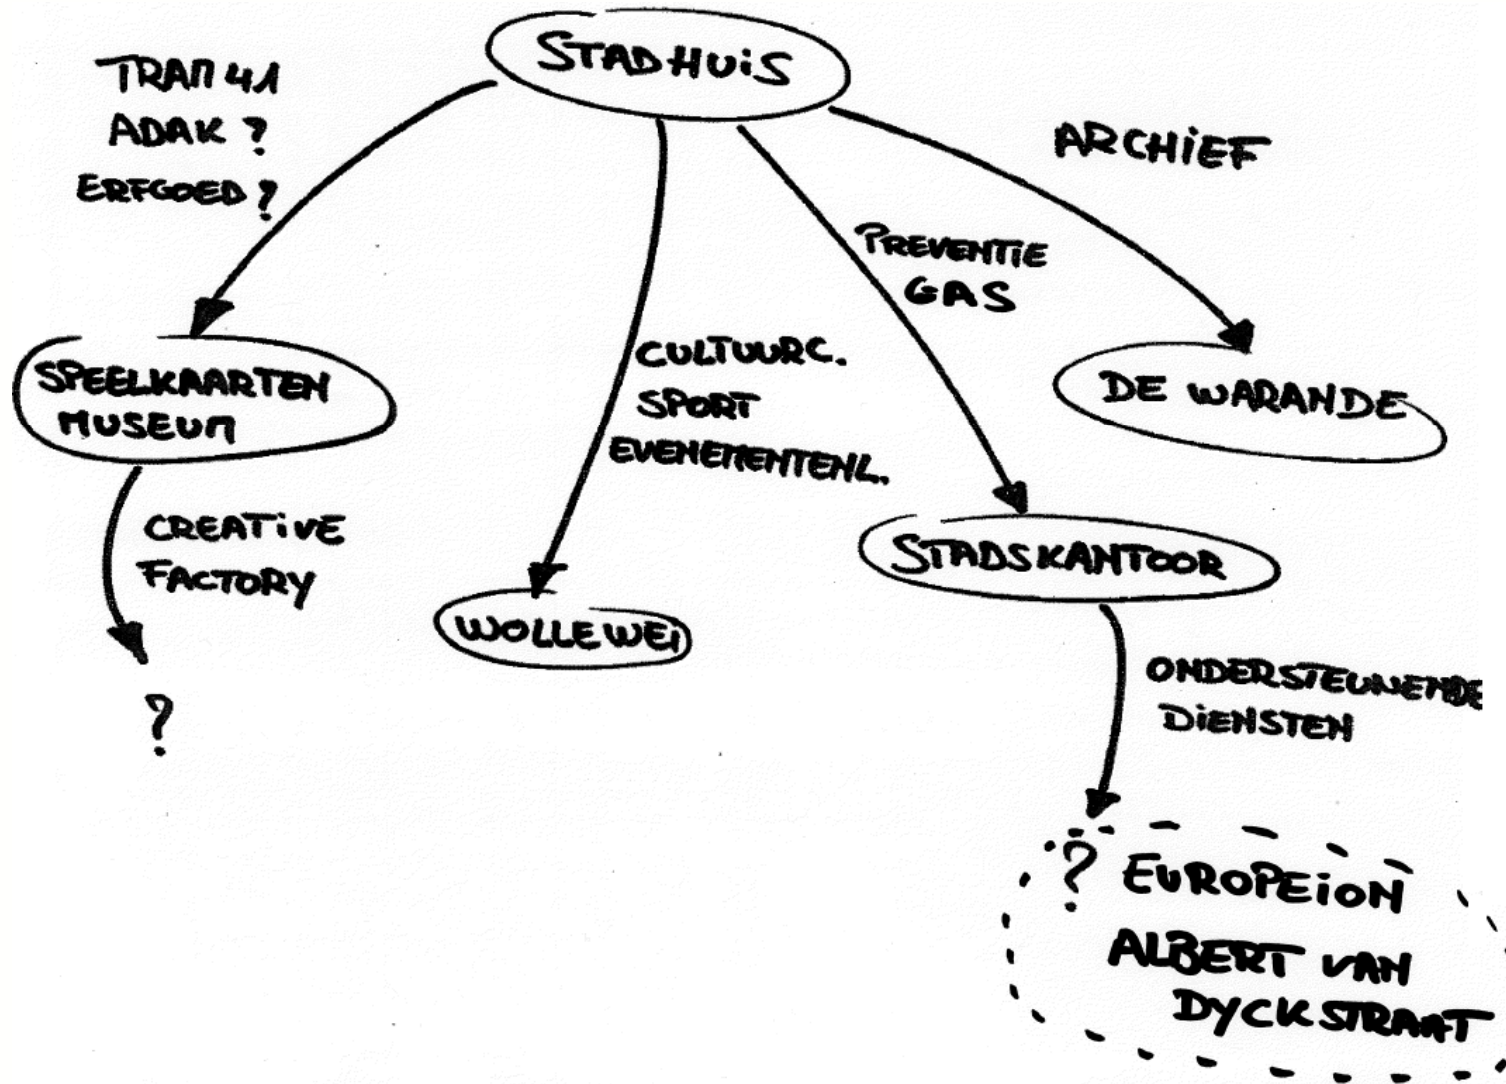 STADHUiS
TRAM 41
ADAK ?
ERFGOED ?
ARCHiEF
PREVENTiE
GAS
SPEELKAARTEN
MUSEUM
CULTUURC.
SPORT
EVENEMENTENL.
DE WARANDE
CREATiVE
FACTORY
?
WOLLEWEi
STADSKANTOOR
ONDERSTEUNENDE
DiENSTEN
? EUROPEiON
ALBERT VAN
DYCKSTRAAT